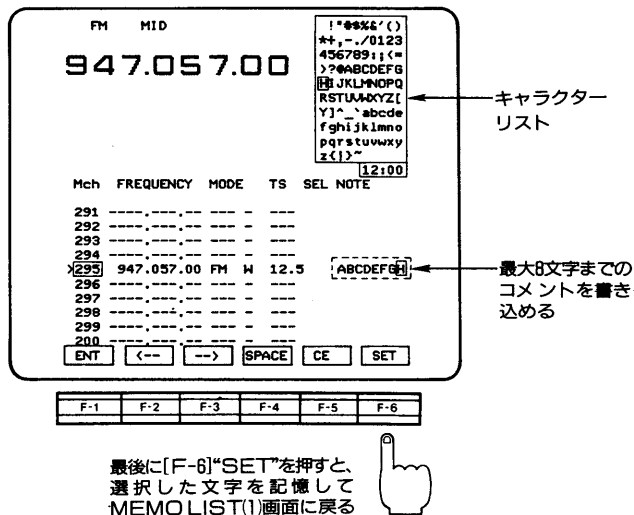 FM MID
947.057.00
!"#$%&'()
*+,-./0123
456789:;<=
>?@ABCDEFG
HIJKLMNOPQ
RSTUVWXYZ[
Y]^_`abcde
fghijklmno
pqrstuvwxy
z{|}~
12:00
キャラクター
リスト
Mch FREQUENCY MODE TS SEL NOTE
291 ----.---.-- --- - ---
292 ----.---.-- --- - ---
293 ----.---.-- --- - ---
294 ----.---.-- --- - ---
>295 947.057.00 FM W 12.5 ABCDEFGH
296 ----.---.-- --- - ---
297 ----.---.-- --- - ---
298 ----.---.-- --- - ---
299 ----.---.-- --- - ---
200 ----.---.-- --- - ---
最大8文字までの
コメントを書き
込める
ENT <-- --> SPACE CE SET
F-1 F-2 F-3 F-4 F-5 F-6
最後に[F-6]“SET”を押すと、
選択した文字を記憶して
MEMO LIST(1)画面に戻る